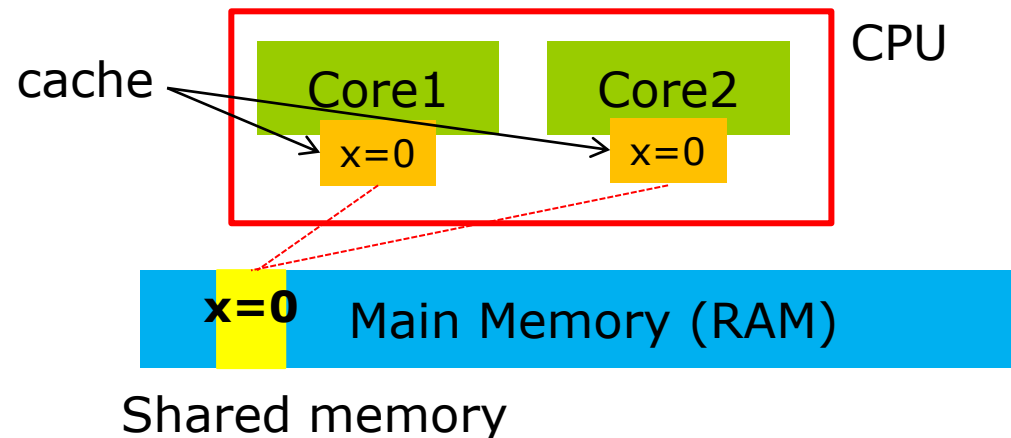 CPU
cache
Core1
Core2
x=0
x=0
x=0
Main Memory (RAM)
Shared memory